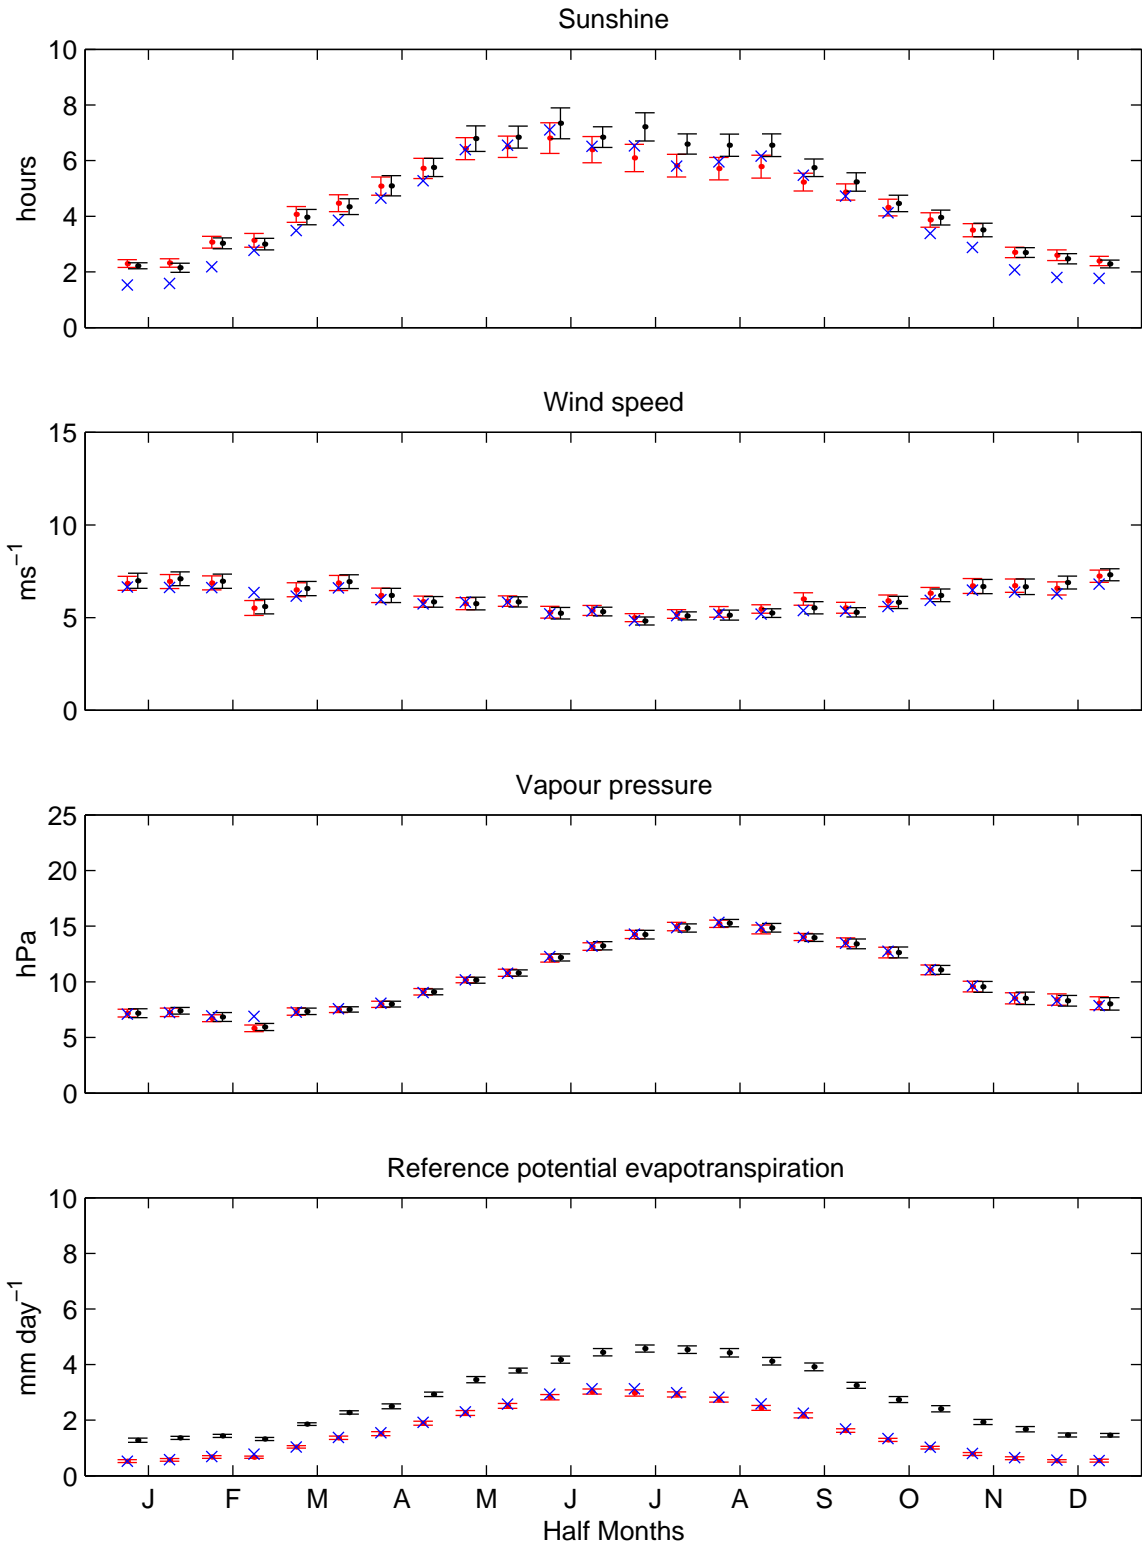 Sunshine
10
8
6
4
2
0
hours
Wind speed
15
10
5
0
ms⁻¹
Vapour pressure
25
20
15
10
5
0
hPa
Reference potential evapotranspiration
10
8
6
4
2
0
mm day⁻¹
J F M A M J J A S O N D
Half Months